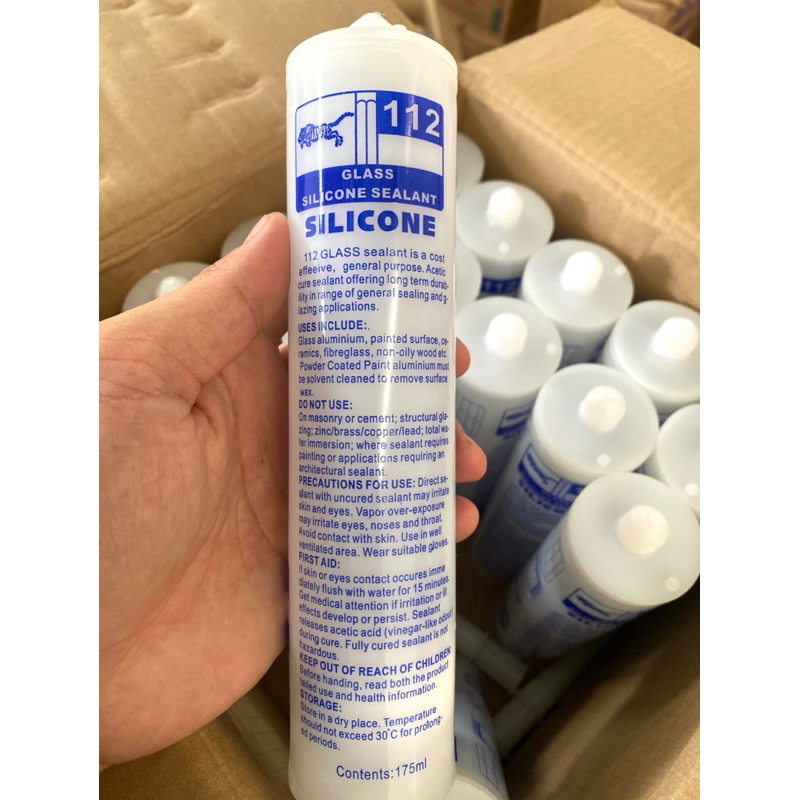 112
GLASS
SILICONE SEALANT
SILICONE
112 GLASS sealant is a cost
effeeive, general purpose. Acetic
cure sealant offering long term durab-
ility in range of general sealing and g-
lazing applications.
USES INCLUDE:.
Glass aluminium, painted surface, ce-
ramics, fibreglass, non-oily wood etc.
Powder Coated Paint aluminium must
be solvent cleaned to remove surface
wax.
DO NOT USE:
On masonry or cement; structural gla-
zing; zinc/brass/copper/lead; total wa-
ter immersion; where sealant requires
painting or applications requiring an
architectural sealant.
PRECAUTIONS FOR USE: Direct se-
alant with uncured sealant may irritate
skin and eyes. Vapor over-exposure
may irritate eyes, noses and throat.
Avoid contact with skin. Use in well
ventilated area. Wear suitable gloves.
FIRST AID:
If skin or eyes contact occures imme
diately flush with water for 15 minutes.
Get medical attention if irritation or ill
effects develop or persist. Sealant
releases acetic acid (vinegar-like odour)
during cure. Fully cured sealant is not
hazardous.
KEEP OUT OF REACH OF CHILDREN:
Before handing, read both the product
tailed use and health information.
STORAGE:
Store in a dry place. Temperature
should not exceed 30°C for protong-
ed periods.
Contents:175ml
112
SILICONE
SILICONE